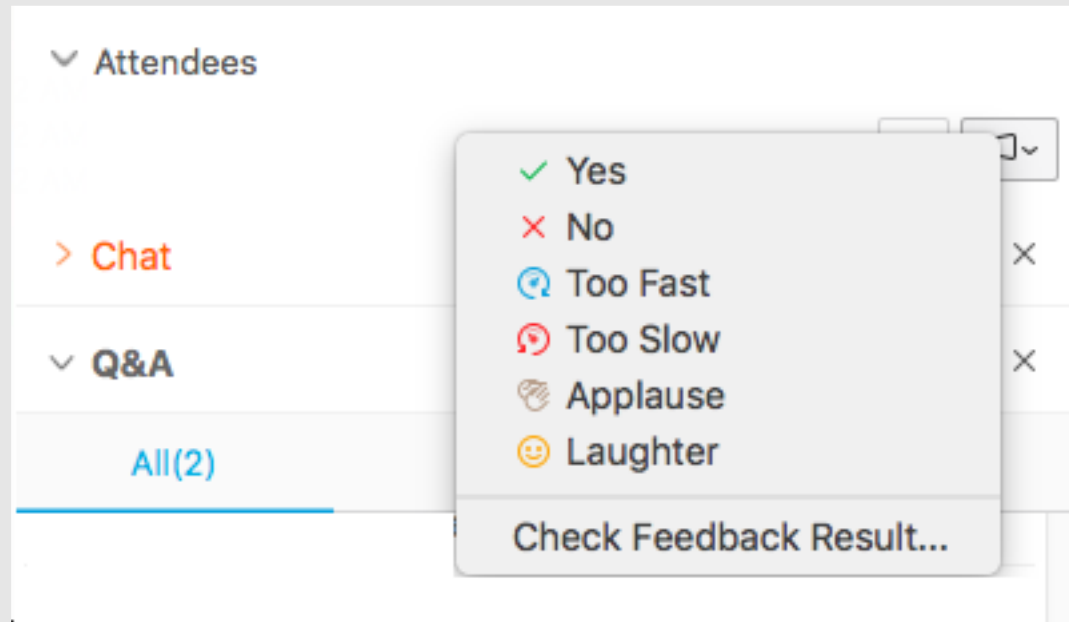 Attendees
Yes
No
Chat
Too Fast
Too Slow
Q&A
Applause
All(2)
Laughter
Check Feedback Result...